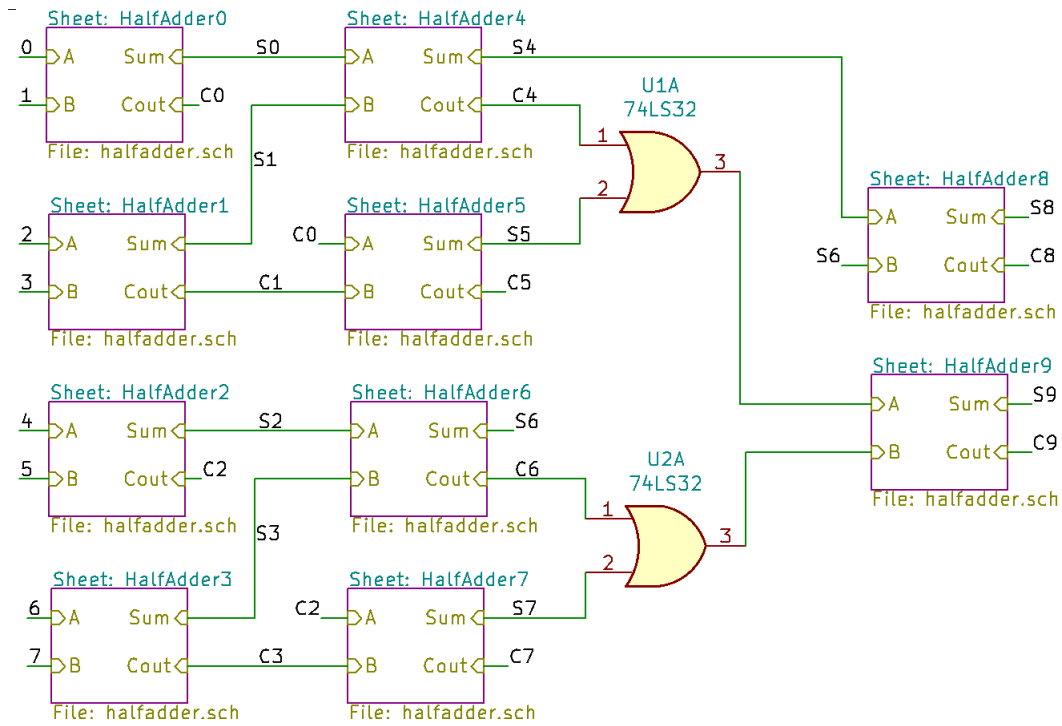 Sheet: HalfAdder0
0 A Sum S0
1 B Cout C0
File: halfadder.sch
S1
Sheet: HalfAdder1
2 A Sum
3 B Cout C1
File: halfadder.sch
Sheet: HalfAdder2
4 A Sum S2
5 B Cout C2
File: halfadder.sch
S3
Sheet: HalfAdder3
6 A Sum
7 B Cout C3
File: halfadder.sch
Sheet: HalfAdder4
A Sum S4
B Cout C4
File: halfadder.sch
Sheet: HalfAdder5
C0 A Sum S5
B Cout C5
File: halfadder.sch
Sheet: HalfAdder6
A Sum S6
B Cout C6
File: halfadder.sch
Sheet: HalfAdder7
C2 A Sum S7
B Cout C7
File: halfadder.sch
U1A
74LS32
1
2
3
U2A
74LS32
1
2
3
Sheet: HalfAdder8
A Sum S8
S6 B Cout C8
File: halfadder.sch
Sheet: HalfAdder9
A Sum S9
B Cout C9
File: halfadder.sch